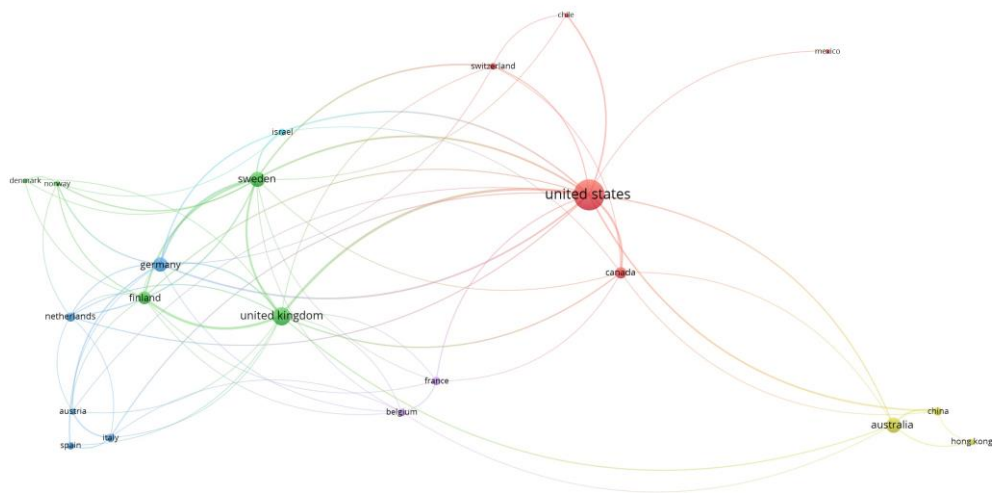 chile
mexico
switzerland
israel
sweden
denmark
norway
united states
germany
canada
finland
netherlands
united kingdom
france
austria
belgium
china
australia
italy
spain
hong kong